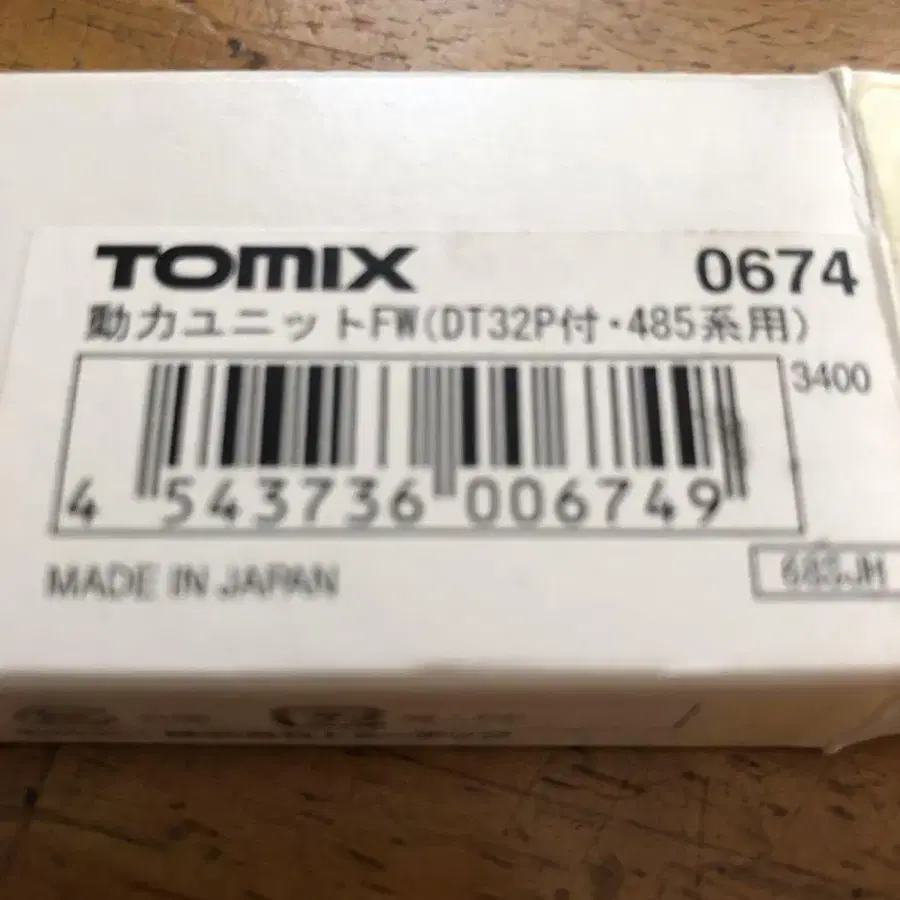 TOMIX 0674
動力ユニットFW(DT32P付・485系用)
3400
4 543736 006749
MADE IN JAPAN